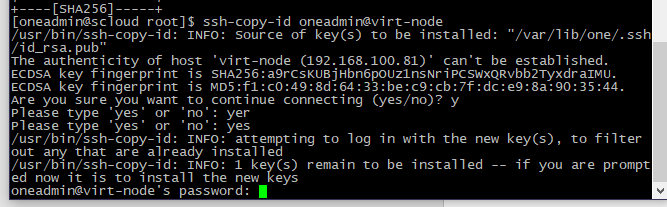 +----[SHA256]-----+
[oneadmin@scloud root]$ ssh-copy-id oneadmin@virt-node
/usr/bin/ssh-copy-id: INFO: Source of key(s) to be installed: "/var/lib/one/.ssh
/id_rsa.pub"
The authenticity of host 'virt-node (192.168.100.81)' can't be established.
ECDSA key fingerprint is SHA256:a9rCsKUBjHbn6pOUz1nsNriPCSWxQRvbb2TyxdraIMU.
ECDSA key fingerprint is MD5:f1:c0:49:8d:64:33:be:c9:cb:7f:dc:e9:8a:90:35:44.
Are you sure you want to continue connecting (yes/no)? y
Please type 'yes' or 'no': yer
Please type 'yes' or 'no': yes
/usr/bin/ssh-copy-id: INFO: attempting to log in with the new key(s), to filter
out any that are already installed
/usr/bin/ssh-copy-id: INFO: 1 key(s) remain to be installed -- if you are prompt
ed now it is to install the new keys
oneadmin@virt-node's password: